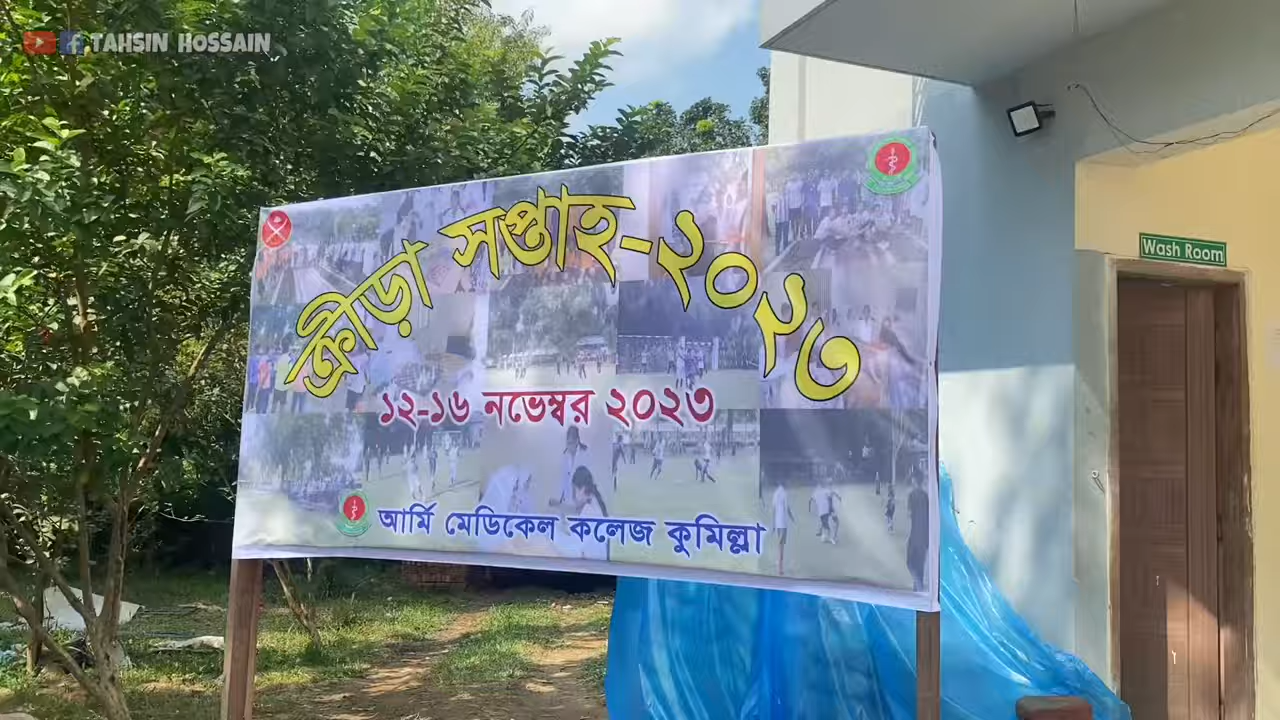 TAHSIN HOSSAIN
ক্রীড়া সপ্তাহ-২০২৩
১২-১৬ নভেম্বর ২০২৩
আর্মি মেডিকেল কলেজ কুমিল্লা
Wash Room